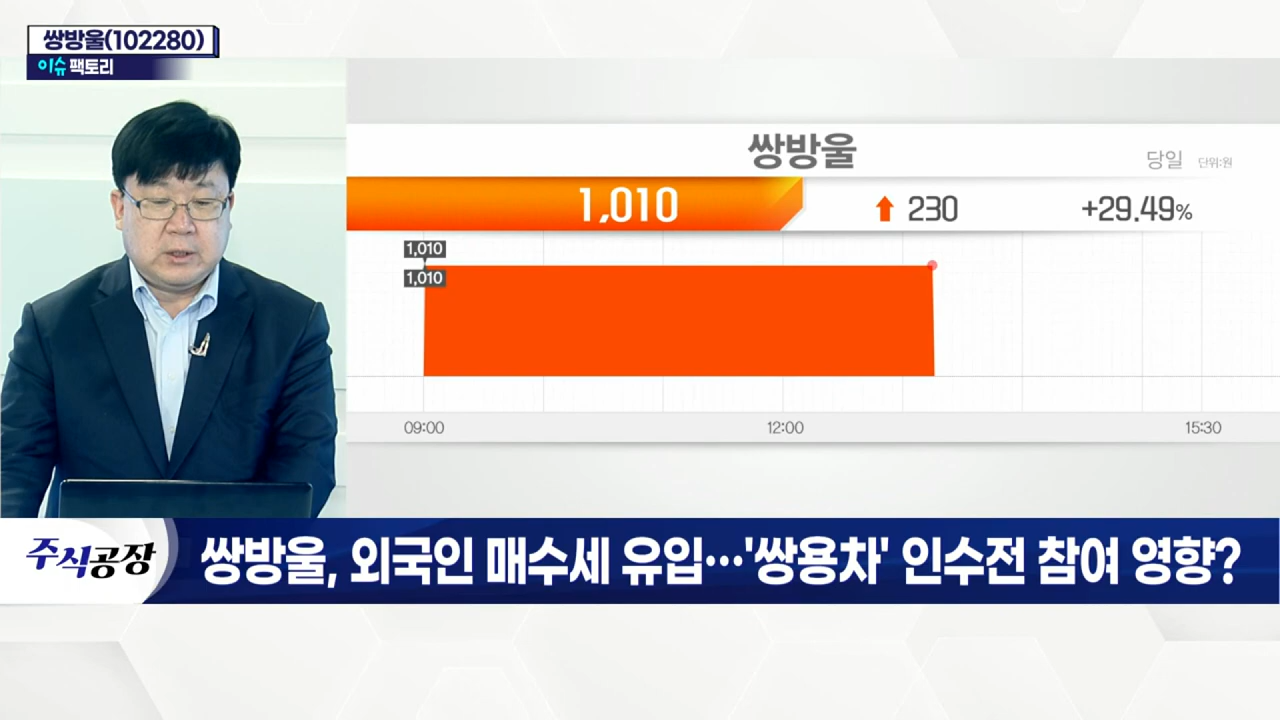 쌍방울(102280)
이슈 팩토리
쌍방울
당일 단위:원
1,010 230 +29.49%
1,010
1,010
09:00 12:00 15:30
주식공장
쌍방울, 외국인 매수세 유입…'쌍용차' 인수전 참여 영향?